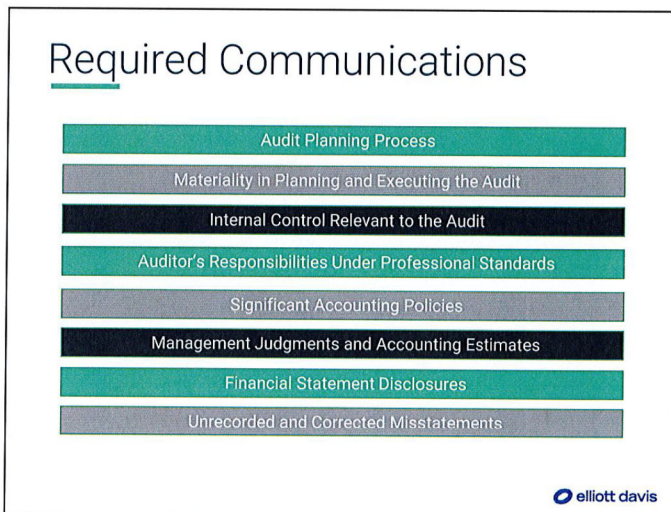 Required Communications
Audit Planning Process
Materiality in Planning and Executing the Audit
Internal Control Relevant to the Audit
Auditor's Responsibilities Under Professional Standards
Significant Accounting Policies
Management Judgments and Accounting Estimates
Financial Statement Disclosures
Unrecorded and Corrected Misstatements
elliott davis